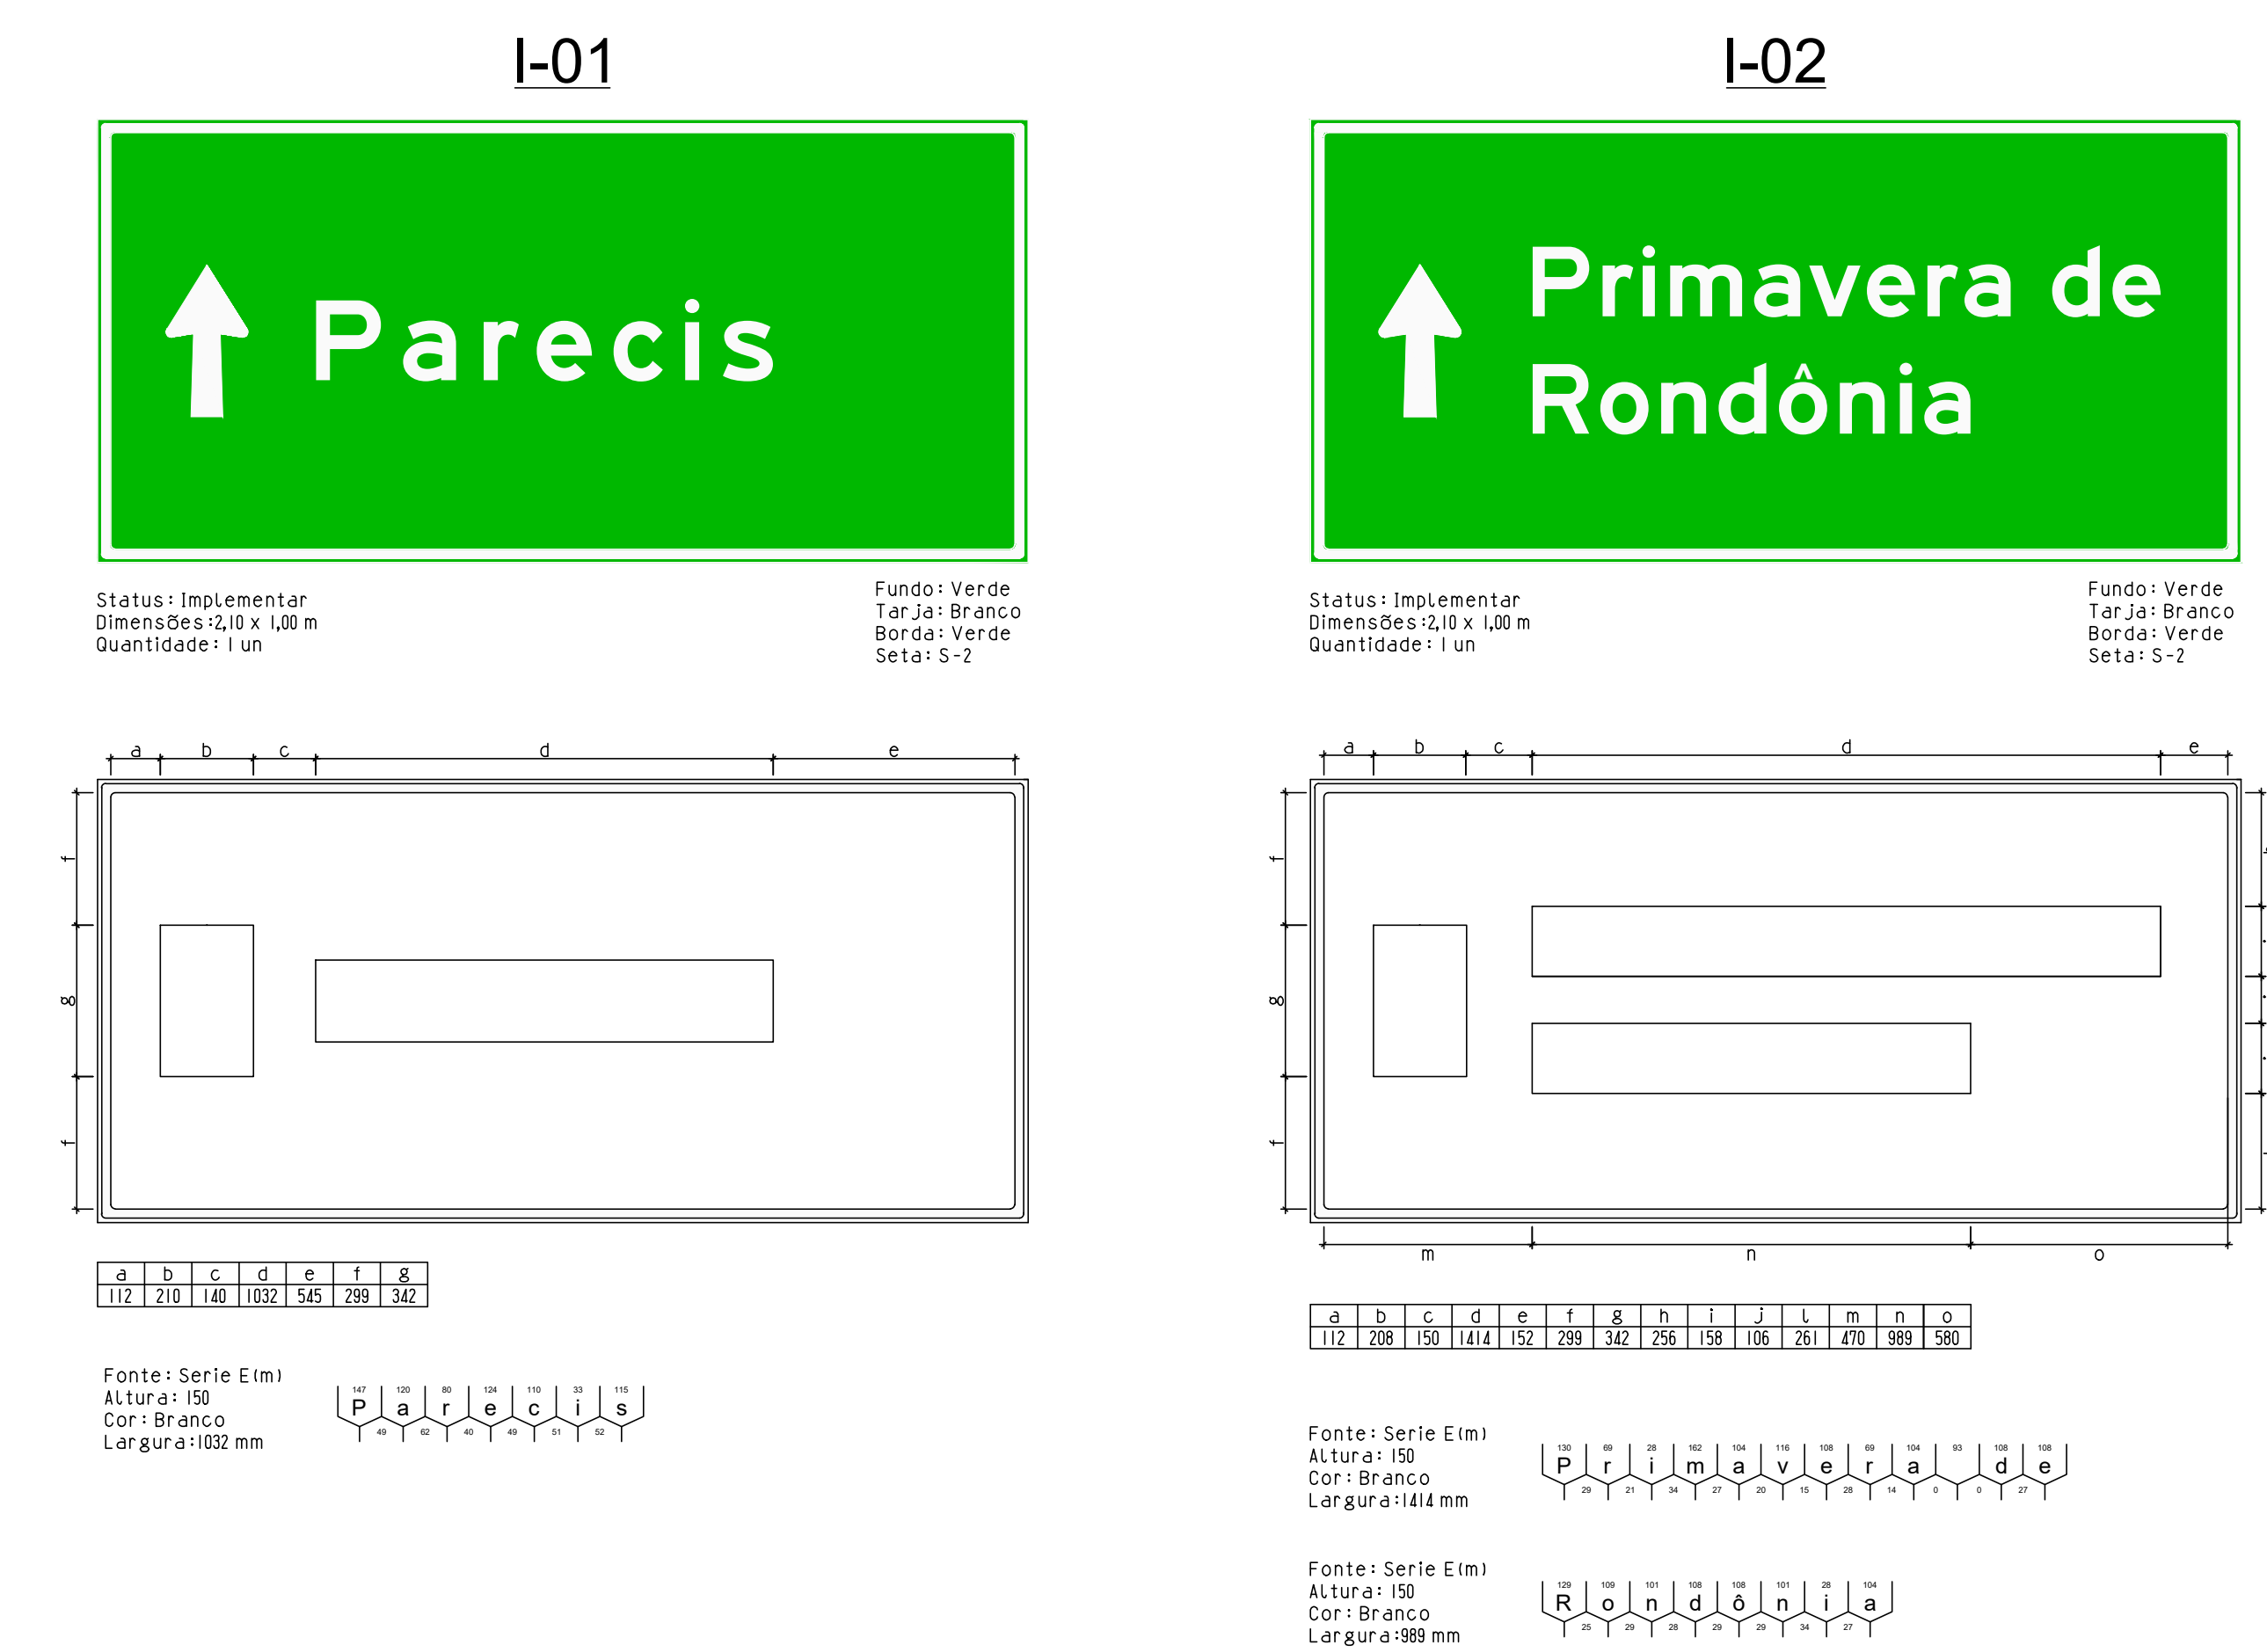 I-01
Parecis
Status: Implementar
Dimensões:2,10 x 1,00 m
Quantidade: 1 un
Fundo: Verde
Tarja: Branco
Borda: Verde
Seta: S-2
a b c d e
f
g
f
a b c d e f g
112 210 140 1032 545 299 342
Fonte: Serie E(m)
Altura: 150
Cor: Branco
Largura:1032 mm
147 120 80 124 110 33 115
P a r e c i s
49 62 40 49 51 52
I-02
Primavera de
Rondônia
Status: Implementar
Dimensões:2,10 x 1,00 m
Quantidade: 1 un
Fundo: Verde
Tarja: Branco
Borda: Verde
Seta: S-2
a b c d e
f
g
f
m n o
a b c d e f g h i j l m n o
112 208 150 1414 152 299 342 256 158 106 261 470 989 580
Fonte: Serie E(m)
Altura: 150
Cor: Branco
Largura:1414 mm
130 69 28 162 104 116 108 69 104 93 108 108
P r i m a v e r a d e
29 21 34 27 20 15 28 14 0 0 27
Fonte: Serie E(m)
Altura: 150
Cor: Branco
Largura:989 mm
129 109 101 108 108 101 28 104
R o n d ô n i a
25 29 28 29 29 34 27